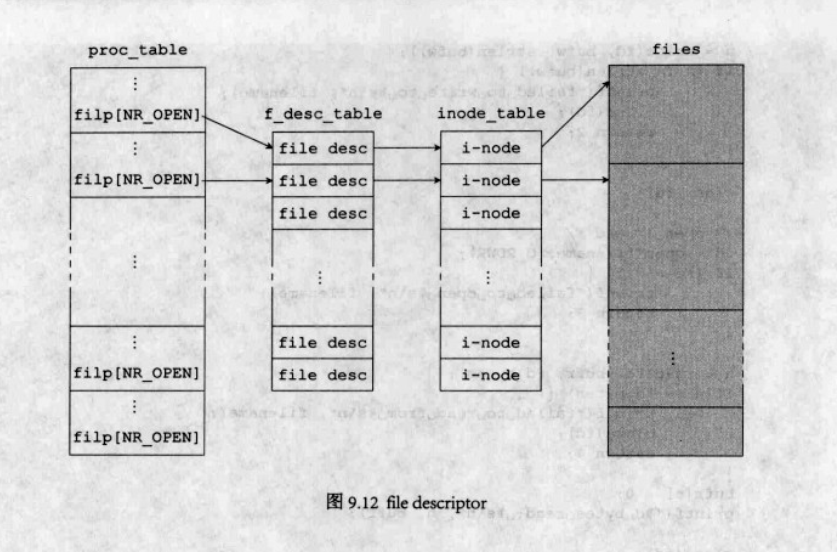 proc_table
files
⋮
filp[NR_OPEN]
f_desc_table
inode_table
⋮
file desc
i-node
filp[NR_OPEN]
file desc
i-node
file desc
i-node
⋮
⋮
⋮
⋮
⋮
file desc
i-node
filp[NR_OPEN]
file desc
i-node
⋮
filp[NR_OPEN]
图 9.12 file descriptor